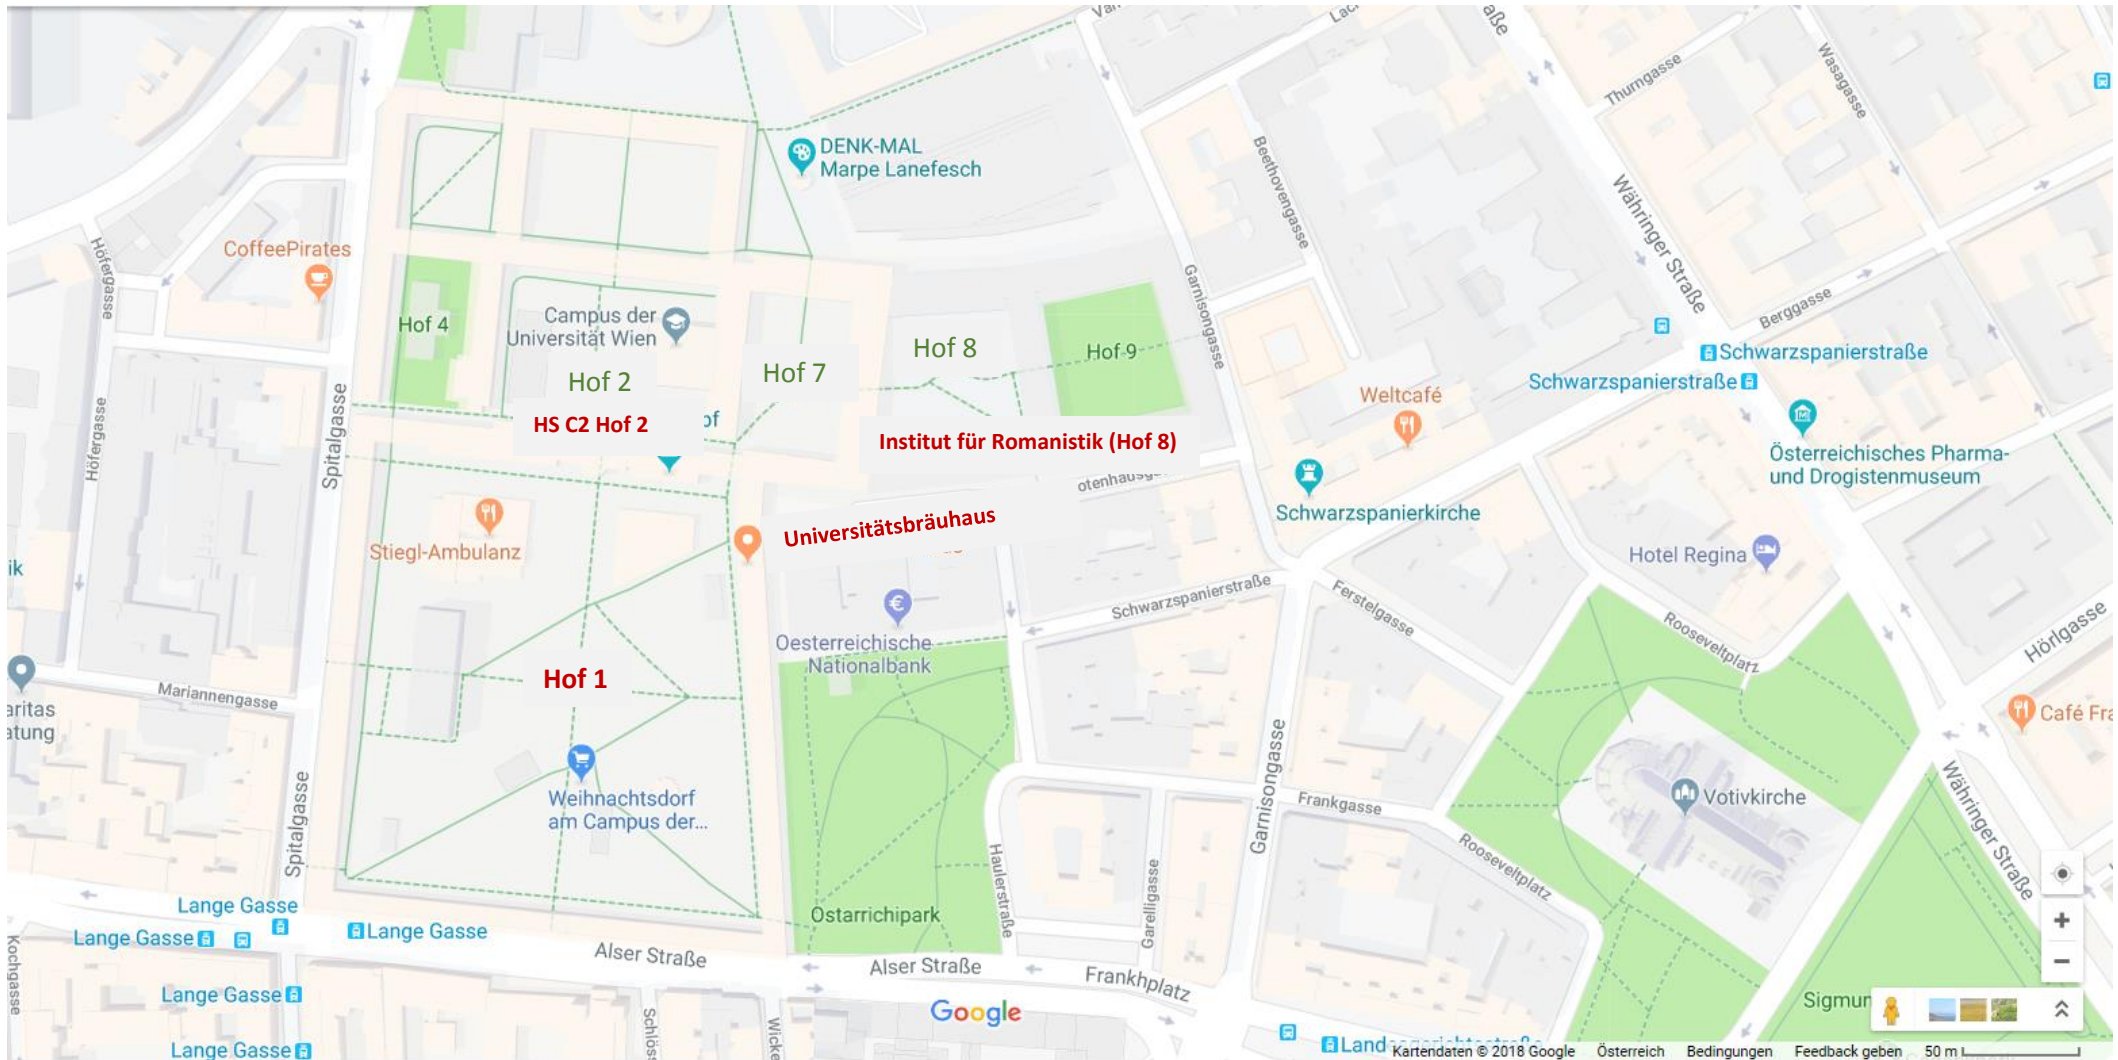 Thurngasse
Wasagasse
DENK-MAL
Marpe Lanefesch
Beethovengasse
Währinger Straße
Höfergasse
CoffeePirates
Garnisongasse
Berggasse
Hof 4
Campus der
Universität Wien
Hof 8
Hof 9
Schwarzspanierstraße
Hof 2
Hof 7
Schwarzspanierstraße
Weltcafé
HS C2 Hof 2
Institut für Romanistik (Hof 8)
Höfergasse
Spitalgasse
Österreichisches Pharma-
und Drogistenmuseum
Schwarzspanierkirche
Universitätsbräuhaus
Stiegl-Ambulanz
Hotel Regina
Schwarzspanierstraße
Ferstelgasse
Rooseveltplatz
Hörlgasse
Oesterreichische
Nationalbank
Hof 1
Mariannengasse
Café
Weihnachtsdorf
am Campus der...
Votivkirche
Frankgasse
Garnisongasse
Spitalgasse
Rooseveltplatz
Währinger Straße
Haulerstraße
Garelligasse
Lange Gasse
Ostarrichipark
Lange Gasse
Lange Gasse
Kochgasse
Alser Straße
Alser Straße
Frankhplatz
Lange Gasse
Google
Lange Gasse
Kartendaten © 2018 Google Österreich Bedingungen Feedback geben 50 m